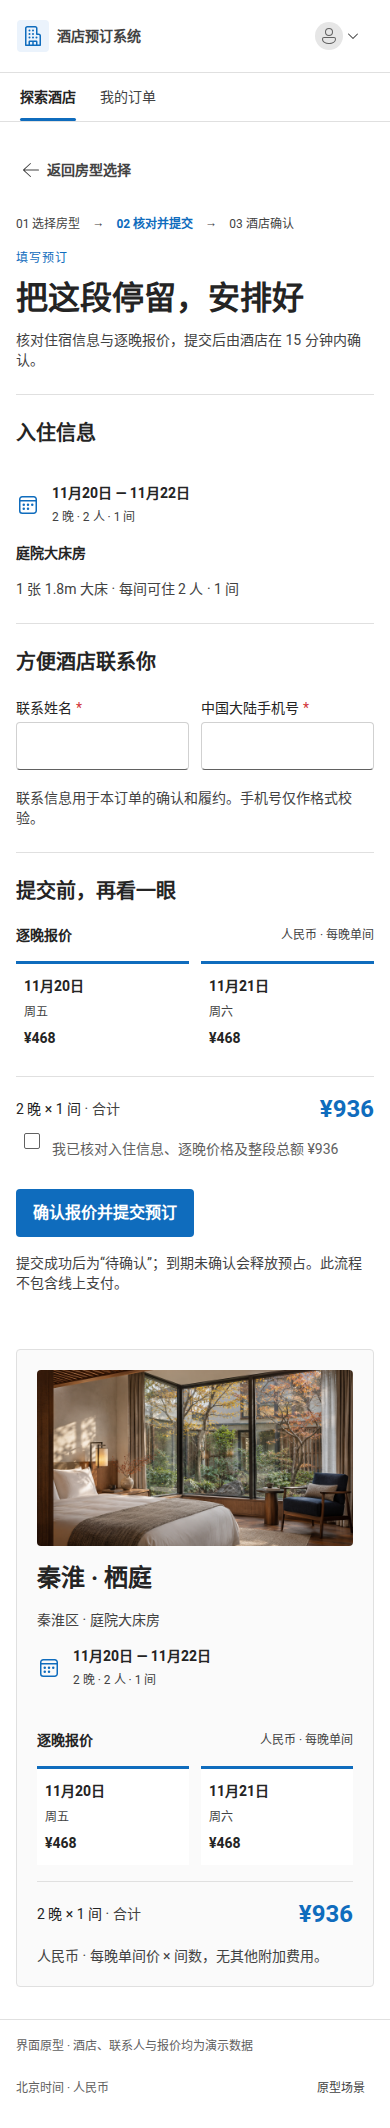 酒店预订系统
探索酒店 我的订单
返回房型选择
01 选择房型 → 02 核对并提交 → 03 酒店确认
填写预订
把这段停留，安排好
核对住宿信息与逐晚报价，提交后由酒店在 15 分钟内确
认。
入住信息
11月20日 — 11月22日
2 晚 · 2 人 · 1 间
庭院大床房
1 张 1.8m 大床 · 每间可住 2 人 · 1 间
方便酒店联系你
联系姓名 * 中国大陆手机号 *
联系信息用于本订单的确认和履约。手机号仅作格式校
验。
提交前，再看一眼
逐晚报价 人民币 · 每晚单间
11月20日 11月21日
周五 周六
¥468 ¥468
2 晚 × 1 间 · 合计 ¥936
我已核对入住信息、逐晚价格及整段总额 ¥936
确认报价并提交预订
提交成功后为“待确认”；到期未确认会释放预占。此流程
不包含线上支付。
秦淮 · 栖庭
秦淮区 · 庭院大床房
11月20日 — 11月22日
2 晚 · 2 人 · 1 间
逐晚报价 人民币 · 每晚单间
11月20日 11月21日
周五 周六
¥468 ¥468
2 晚 × 1 间 · 合计 ¥936
人民币 · 每晚单间价 × 间数，无其他附加费用。
界面原型 · 酒店、联系人与报价均为演示数据
北京时间 · 人民币 原型场景